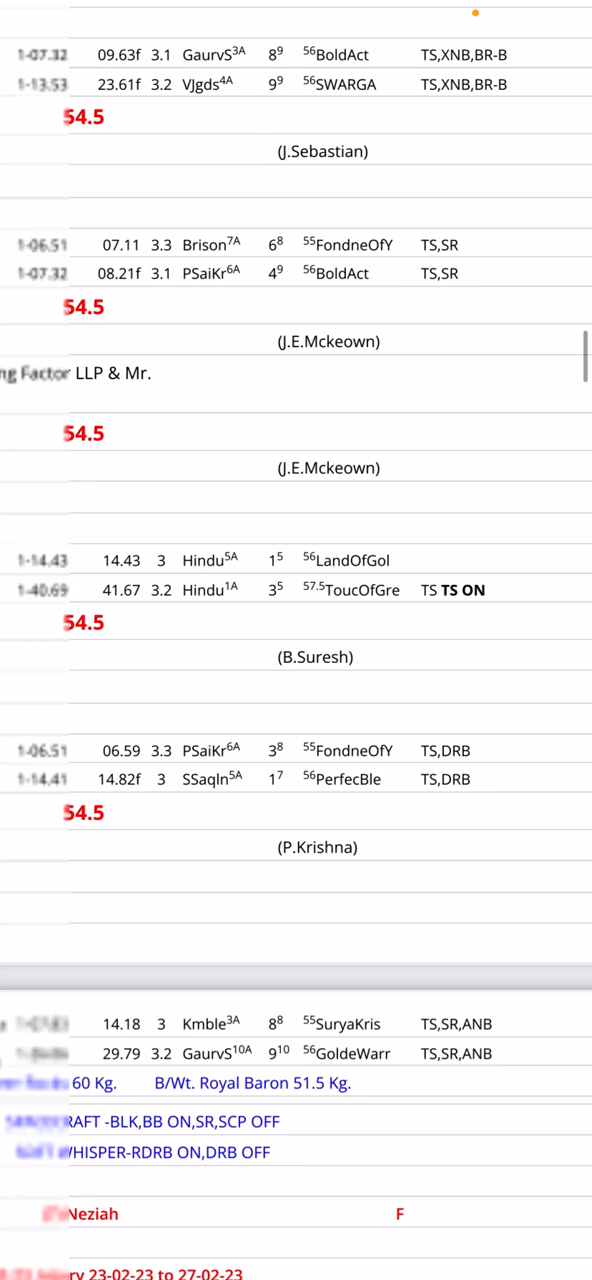 1-07.32 09.63f 3.1 GaurvS3A 8⁹ ⁵⁶BoldAct TS,XNB,BR-B
1-13.53 23.61f 3.2 VJgds4A 9⁹ ⁵⁶SWARGA TS,XNB,BR-B
54.5
(J.Sebastian)
1-06.51 07.11 3.3 Brison7A 6⁸ ⁵⁵FondneOfY TS,SR
1-07.32 08.21f 3.1 PSaiKr6A 4⁹ ⁵⁶BoldAct TS,SR
54.5
(J.E.Mckeown)
ng Factor LLP & Mr.
54.5
(J.E.Mckeown)
1-14.43 14.43 3 Hindu5A 1⁵ ⁵⁶LandOfGol
1-40.69 41.67 3.2 Hindu1A 3⁵ ⁵⁷·⁵ToucOfGre TS TS ON
54.5
(B.Suresh)
1-06.51 06.59 3.3 PSaiKr6A 3⁸ ⁵⁵FondneOfY TS,DRB
1-14.41 14.82f 3 SSaqln5A 1⁷ ⁵⁶PerfecBle TS,DRB
54.5
(P.Krishna)
14.18 3 Kmble3A 8⁸ ⁵⁵SuryaKris TS,SR,ANB
29.79 3.2 GaurvS10A 9¹⁰ ⁵⁶GoldeWarr TS,SR,ANB
60 Kg. B/Wt. Royal Baron 51.5 Kg.
RAFT -BLK,BB ON,SR,SCP OFF
WHISPER-RDRB ON,DRB OFF
Neziah F
ry 23-02-23 to 27-02-23